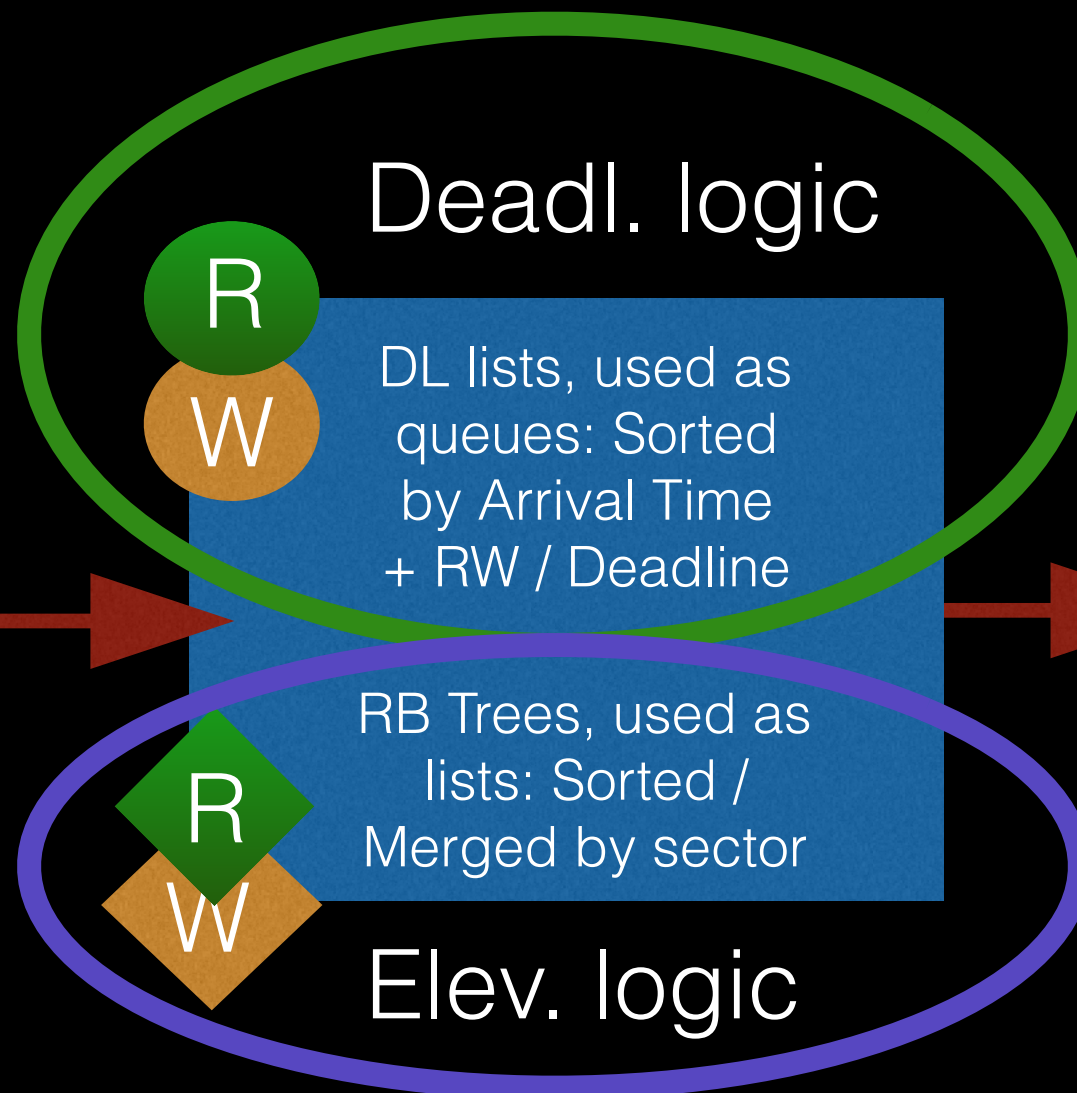 Deadl. logic
R
W
DL lists, used as
queues: Sorted
by Arrival Time
+ RW / Deadline
RB Trees, used as
lists: Sorted /
Merged by sector
R
W
Elev. logic